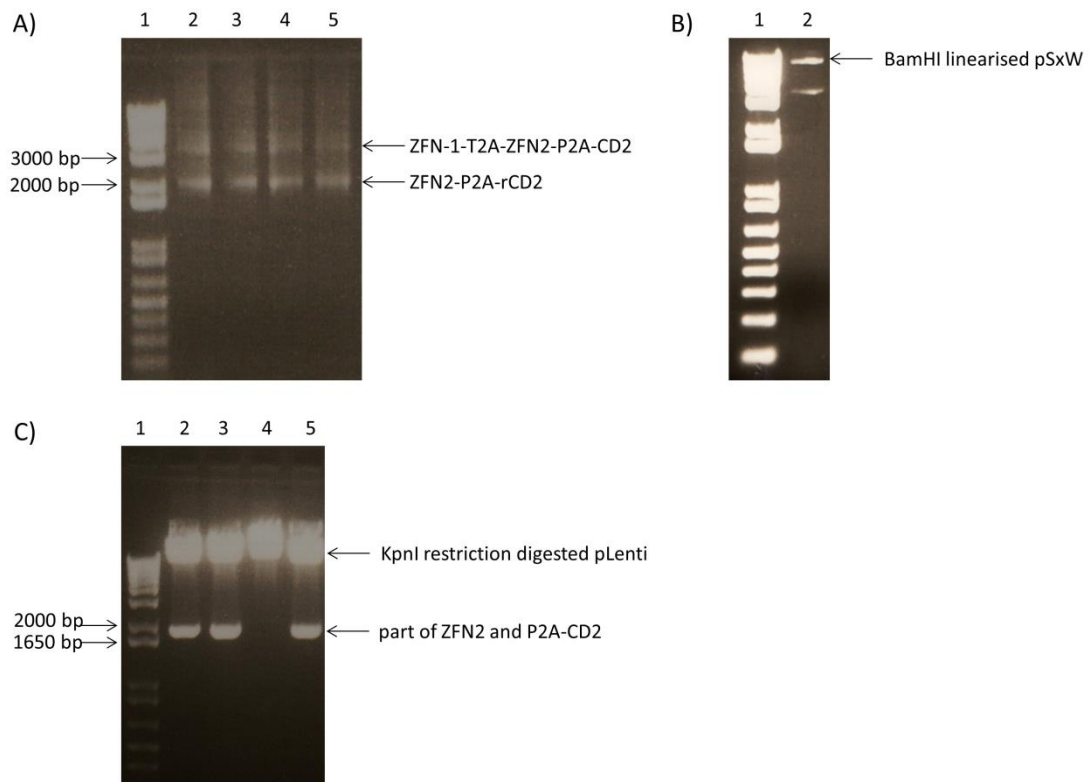 A)
1 2 3 4 5
3000 bp
2000 bp
ZFN-1-T2A-ZFN2-P2A-CD2
ZFN2-P2A-rCD2
B)
1 2
BamHI linearised pSxW
C)
1 2 3 4 5
KpnI restriction digested pLenti
2000 bp
1650 bp
part of ZFN2 and P2A-CD2